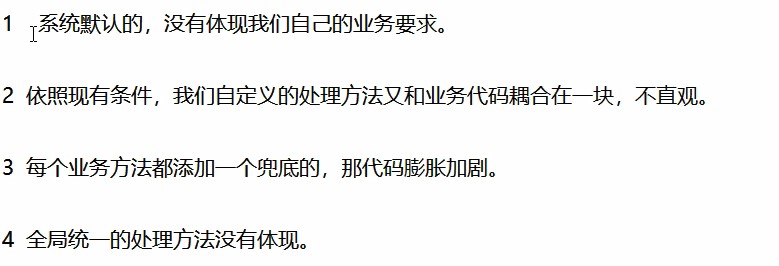 1 系统默认的，没有体现我们自己的业务要求。
2 依照现有条件，我们自定义的处理方法又和业务代码耦合在一块，不直观。
3 每个业务方法都添加一个兜底的，那代码膨胀加剧。
4 全局统一的处理方法没有体现。